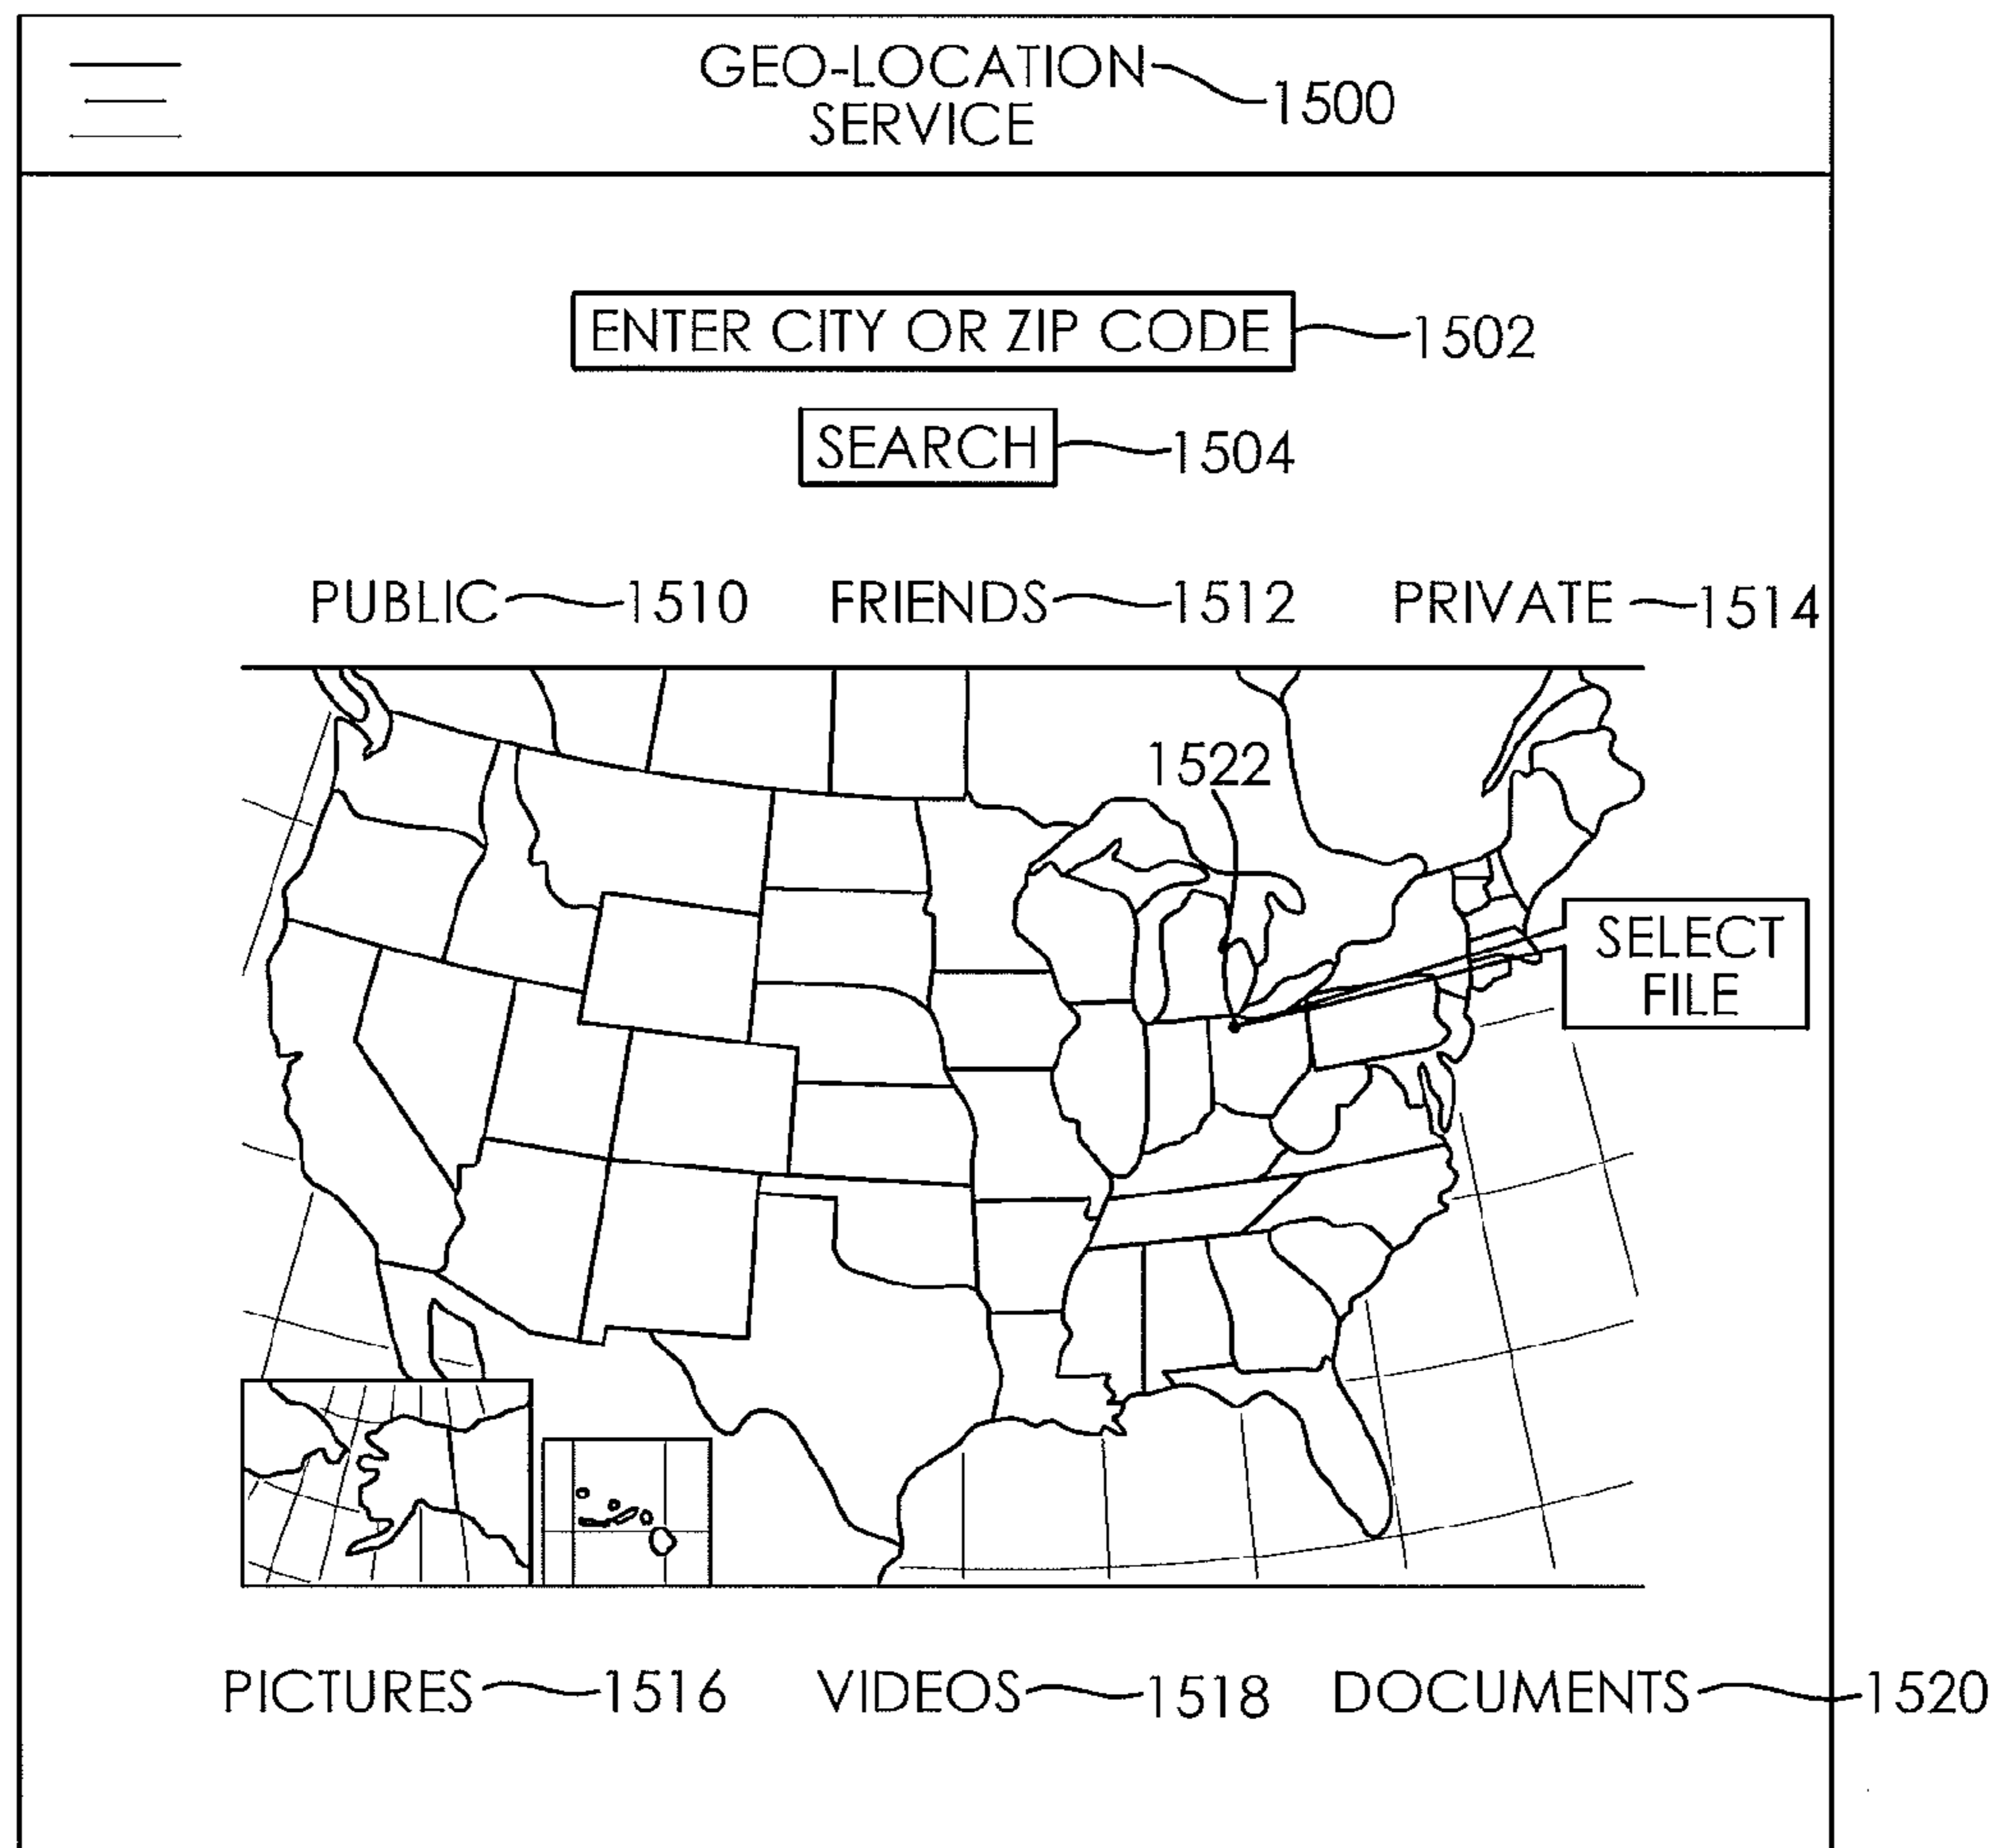 GEO-LOCATION
SERVICE
1500
ENTER CITY OR ZIP CODE 1502
SEARCH 1504
PUBLIC 1510 FRIENDS 1512 PRIVATE 1514
1522
SELECT
FILE
PICTURES 1516 VIDEOS 1518 DOCUMENTS 1520